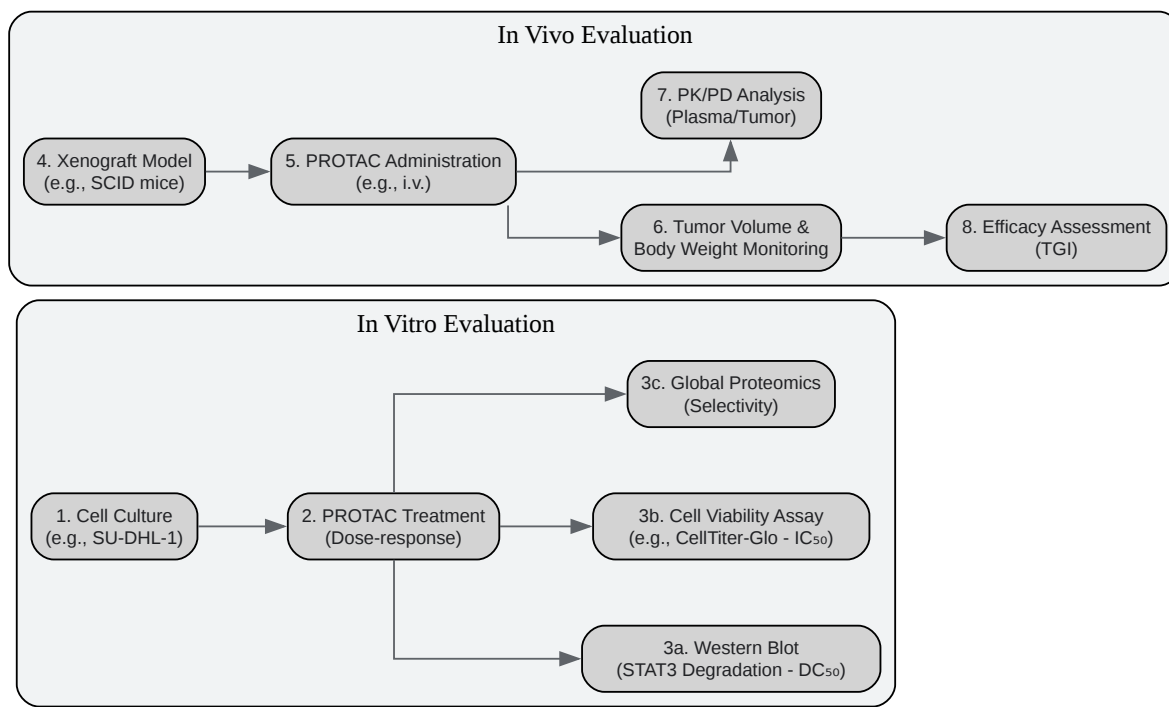 In Vivo Evaluation
7. PK/PD Analysis
(Plasma/Tumor)
4. Xenograft Model
(e.g., SCID mice)
5. PROTAC Administration
(e.g., i.v.)
6. Tumor Volume &
Body Weight Monitoring
8. Efficacy Assessment
(TGI)
In Vitro Evaluation
3c. Global Proteomics
(Selectivity)
1. Cell Culture
(e.g., SU-DHL-1)
2. PROTAC Treatment
(Dose-response)
3b. Cell Viability Assay
(e.g., CellTiter-Glo - IC₅₀)
3a. Western Blot
(STAT3 Degradation - DC₅₀)